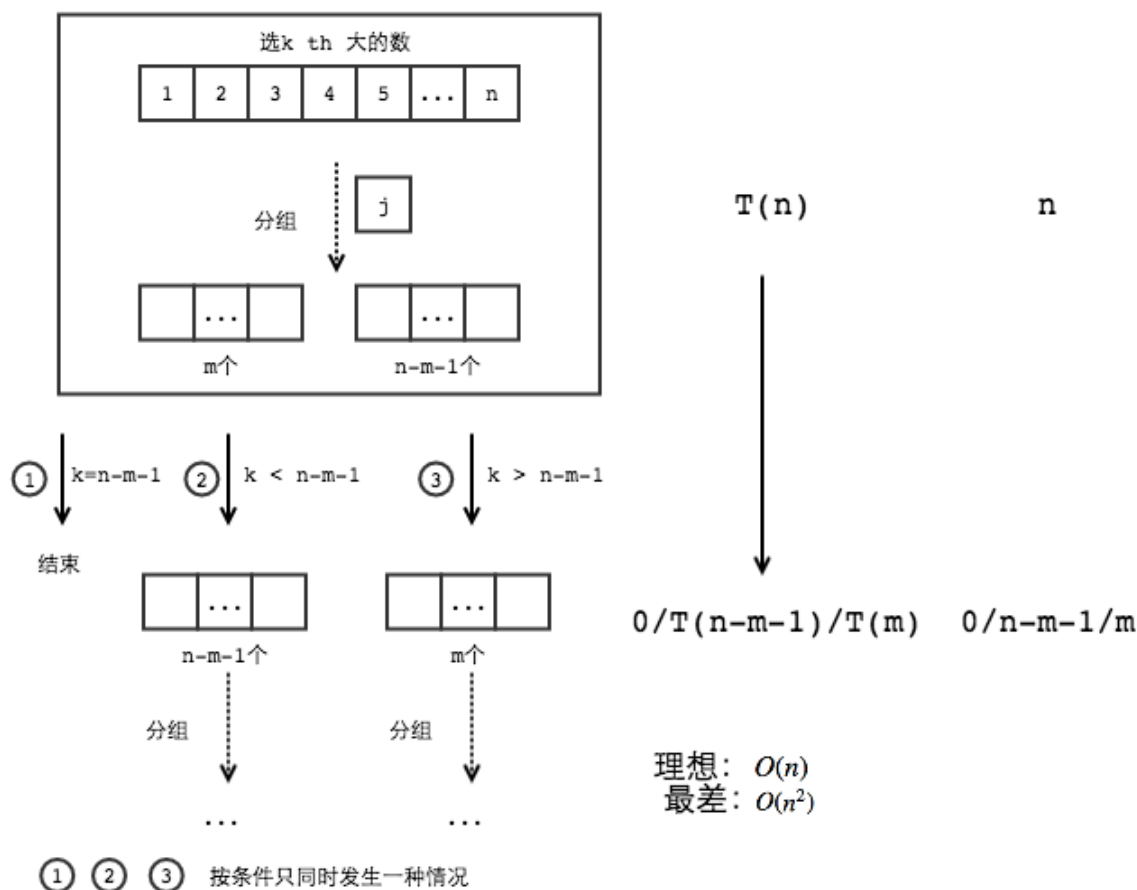 选k th 大的数
1 2 3 4 5 ... n
j
分组
T(n) n
... ...
m个 n-m-1个
① k=n-m-1 ② k < n-m-1 ③ k > n-m-1
结束
... ...
0/T(n-m-1)/T(m) 0/n-m-1/m
n-m-1个 m个
分组 分组
理想：O(n)
最差：O(n²)
... ...
① ② ③ 按条件只同时发生一种情况